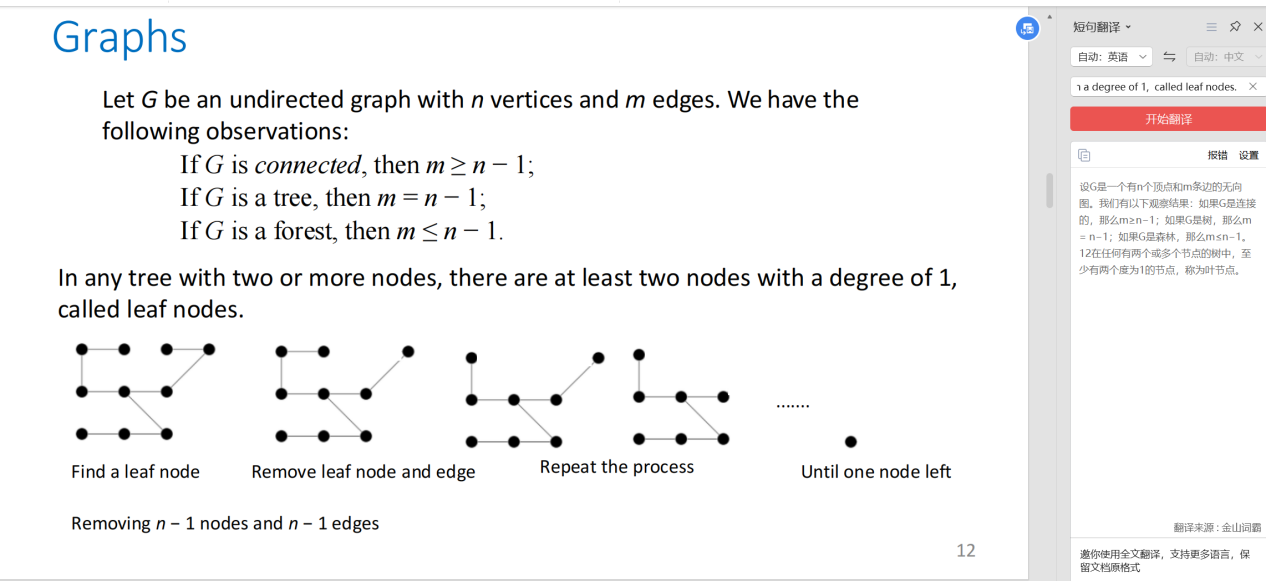 Graphs
Let G be an undirected graph with n vertices and m edges. We have the
following observations:
If G is connected, then m ≥ n − 1;
If G is a tree, then m = n − 1;
If G is a forest, then m ≤ n − 1.
In any tree with two or more nodes, there are at least two nodes with a degree of 1,
called leaf nodes.
.......
Find a leaf node
Remove leaf node and edge
Repeat the process
Until one node left
Removing n − 1 nodes and n − 1 edges
12
短句翻译
自动：英语
自动：中文
a degree of 1, called leaf nodes.
开始翻译
报错 设置
设G是一个有n个顶点和m条边的无向
图。我们有以下观察结果：如果G是连接
的，那么m≥n−1；如果G是树，那么m
= n−1；如果G是森林，那么m≤n−1。
12在任何有两个或多个节点的树中，至
少有两个度为1的节点，称为叶节点。
翻译来源：金山词霸
邀你使用全文翻译，支持更多语言，保
留文档原格式